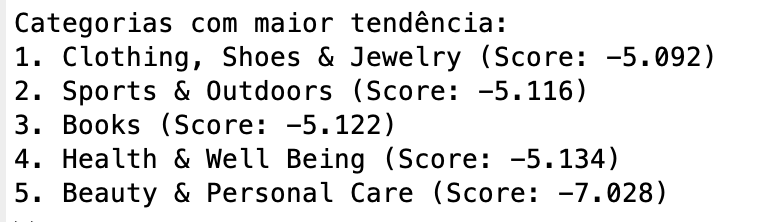 Categorias com maior tendência:
1. Clothing, Shoes & Jewelry (Score: -5.092)
2. Sports & Outdoors (Score: -5.116)
3. Books (Score: -5.122)
4. Health & Well Being (Score: -5.134)
5. Beauty & Personal Care (Score: -7.028)